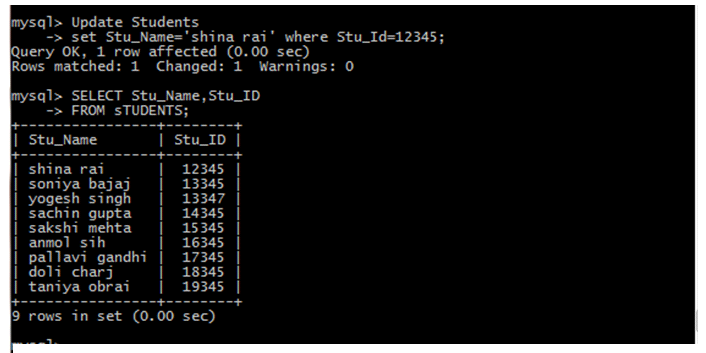 mysql> Update Students
    -> set Stu_Name='shina rai' where Stu_Id=12345;
Query OK, 1 row affected (0.00 sec)
Rows matched: 1  Changed: 1  Warnings: 0
mysql> SELECT Stu_Name,Stu_ID
    -> FROM sTUDENTS;
+----------------+--------+
| Stu_Name       | Stu_ID |
+----------------+--------+
| shina rai      |  12345 |
| soniya bajaj   |  13345 |
| yogesh singh   |  13347 |
| sachin gupta   |  14345 |
| sakshi mehta   |  15345 |
| anmol sih      |  16345 |
| pallavi gandhi |  17345 |
| doli charj     |  18345 |
| taniya obrai   |  19345 |
+----------------+--------+
9 rows in set (0.00 sec)
mysql>